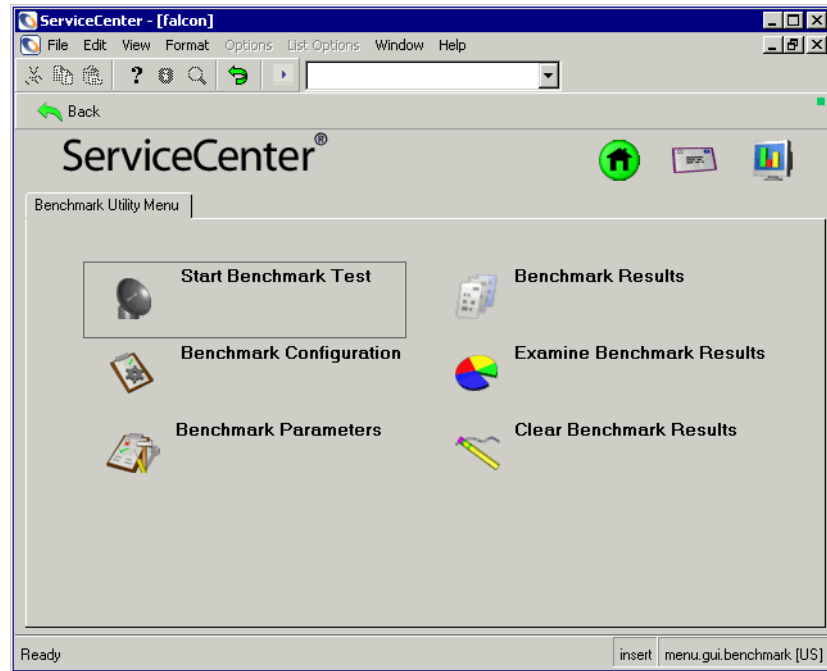 ServiceCenter - [falcon]
File Edit View Format Options List Options Window Help
?
Back
ServiceCenter®
Benchmark Utility Menu
Start Benchmark Test
Benchmark Results
Benchmark Configuration
Examine Benchmark Results
Benchmark Parameters
Clear Benchmark Results
Ready
insert
menu.gui.benchmark [US]